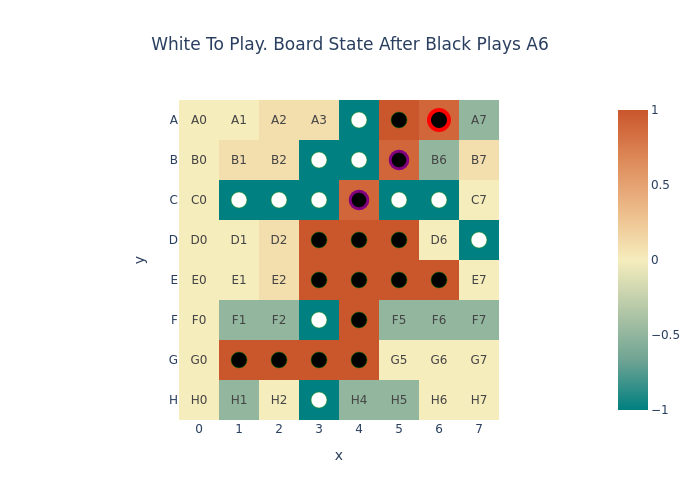 White To Play. Board State After Black Plays A6
A A0 A1 A2 A3 A7
B B0 B1 B2 B6 B7
C C0 C7
D D0 D1 D2 D6
E E0 E1 E2 E7
F F0 F1 F2 F5 F6 F7
G G0 G5 G6 G7
H H0 H1 H2 H4 H5 H6 H7
0 1 2 3 4 5 6 7
x
y
1
0.5
0
−0.5
−1